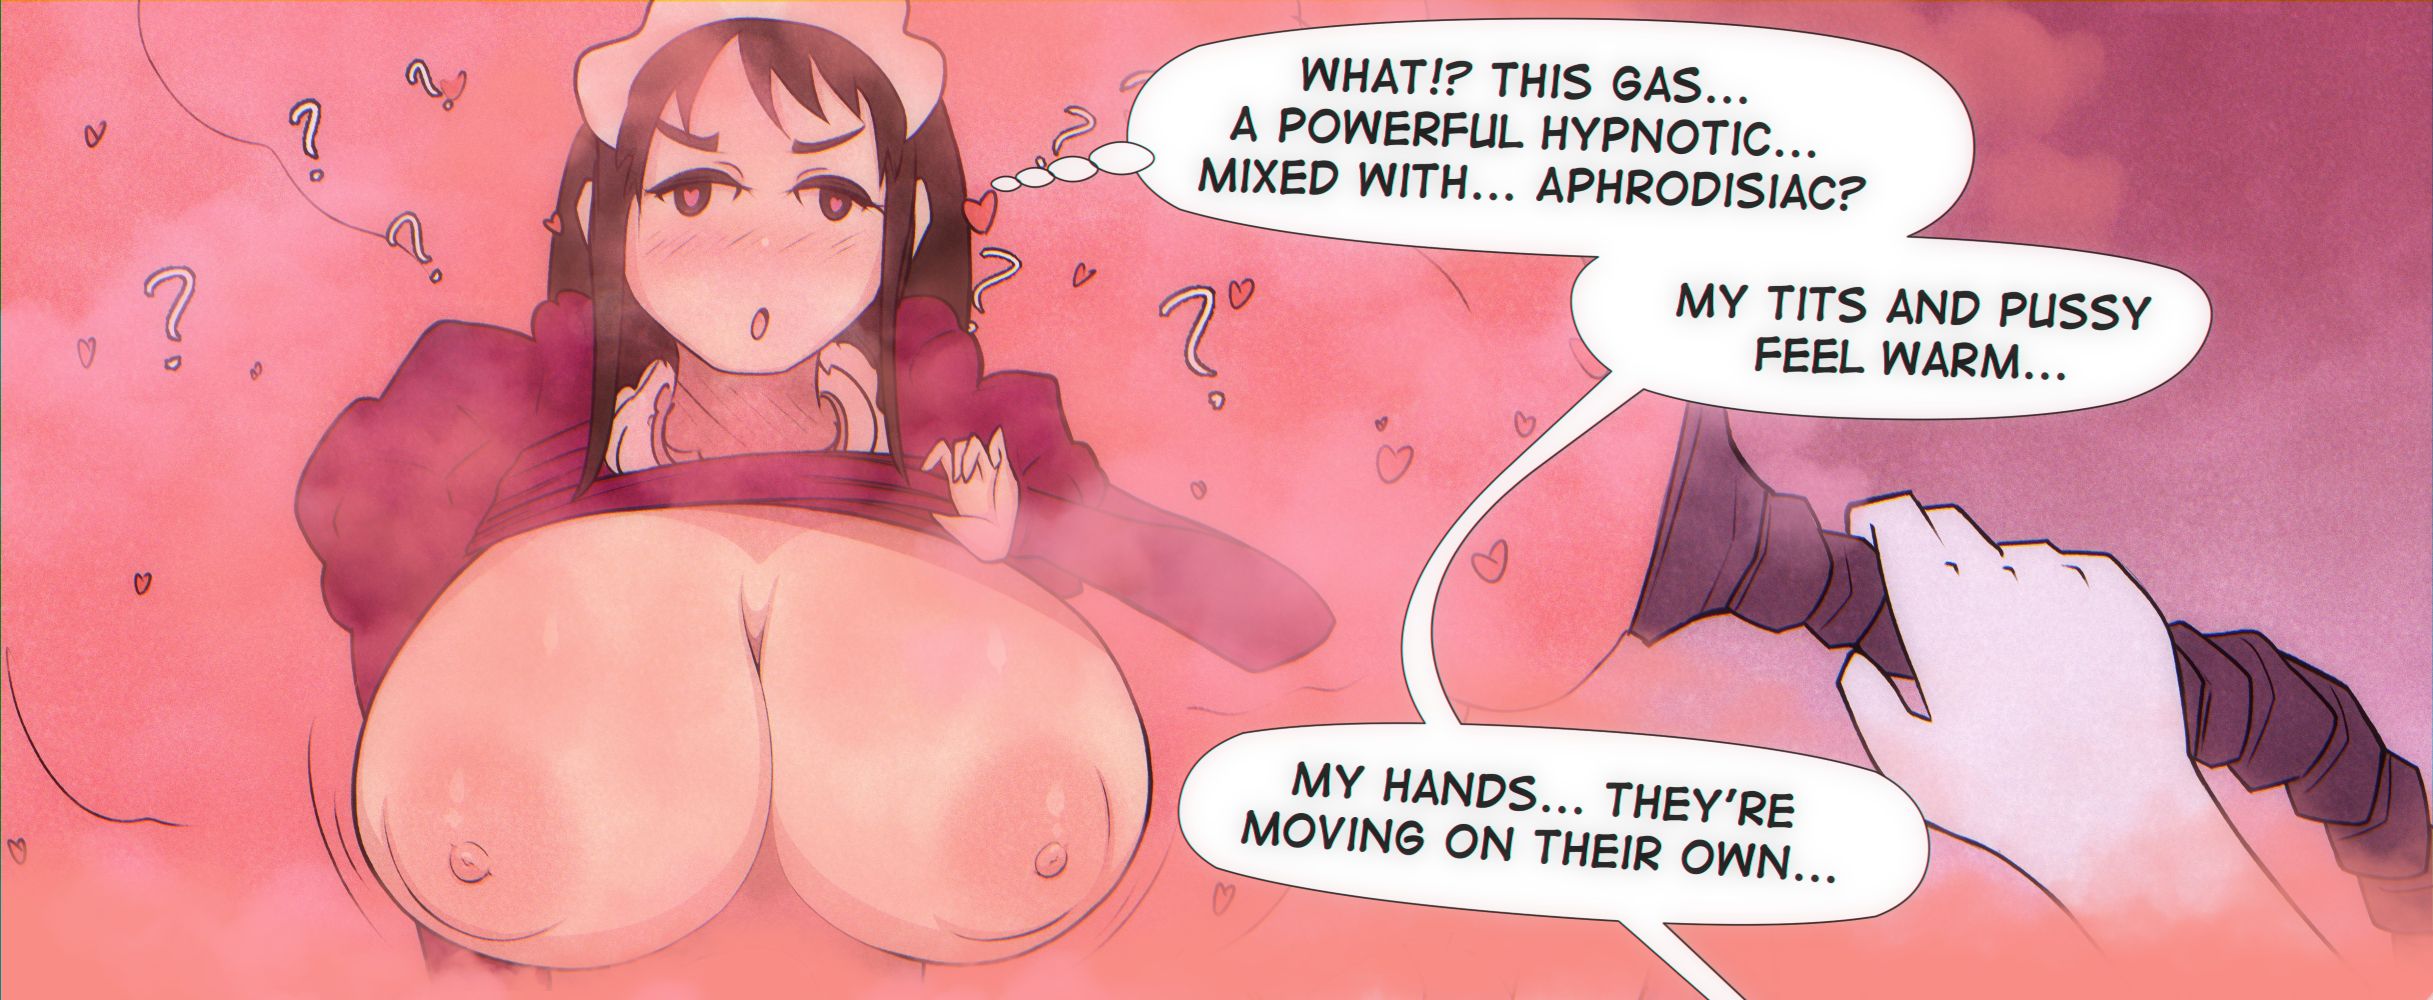 WHAT!? THIS GAS...
A POWERFUL HYPNOTIC...
MIXED WITH... APHRODISIAC?
MY TITS AND PUSSY
FEEL WARM...
MY HANDS... THEY'RE
MOVING ON THEIR OWN...
? ? ? ? ? ? ? ?